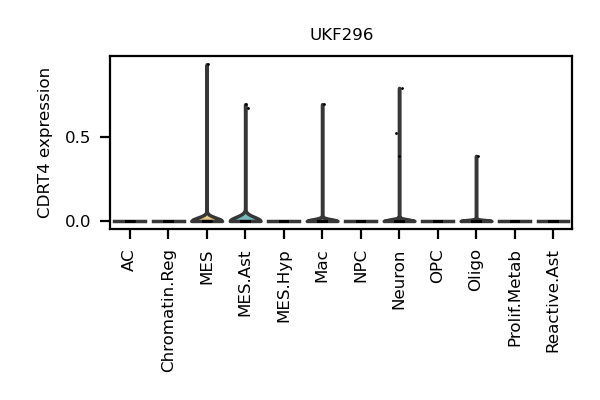 UKF296
CDRT4 expression
0.5
0.0
AC
Chromatin.Reg
MES
MES.Ast
MES.Hyp
Mac
NPC
Neuron
OPC
Oligo
Prolif.Metab
Reactive.Ast